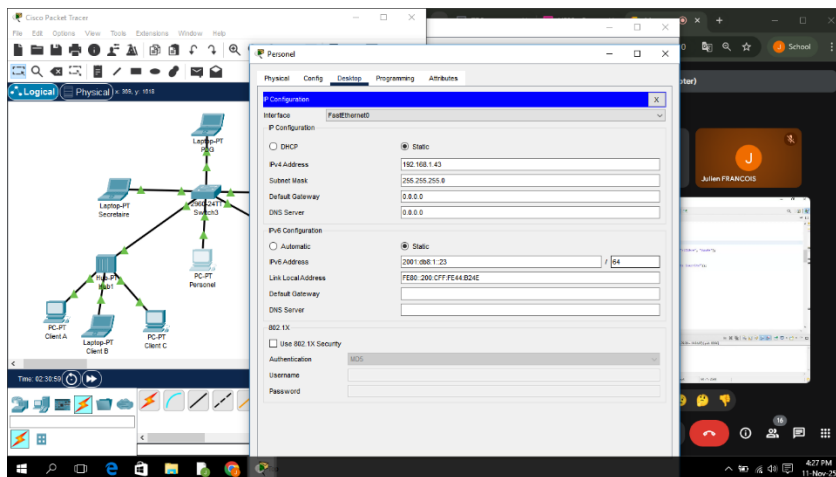 Cisco Packet Tracer
File Edit Options View Tools Extensions Window Help
Logical
Physical
x: 389, y: 1518
Laptop-PT
PDG
Laptop-PT
Secretaire
2960-24TT
Switch3
Hub-PT
Hub1
PC-PT
Personel
PC-PT
Client A
Laptop-PT
Client B
PC-PT
Client C
Time: 02:30:59
Personel
Physical Config Desktop Programming Attributes
IP Configuration
X
Interface FastEthernet0
IP Configuration
DHCP Static
IPv4 Address 192.168.1.43
Subnet Mask 255.255.255.0
Default Gateway 0.0.0.0
DNS Server 0.0.0.0
IPv6 Configuration
Automatic Static
IPv6 Address 2001:db8:1::23 / 64
Link Local Address FE80::200:CFF:FE44:B24E
Default Gateway
DNS Server
802.1X
Use 802.1X Security
Authentication MD5
Username
Password
School
J
Julien FRANCOIS
16
4:27 PM
11-Nov-25